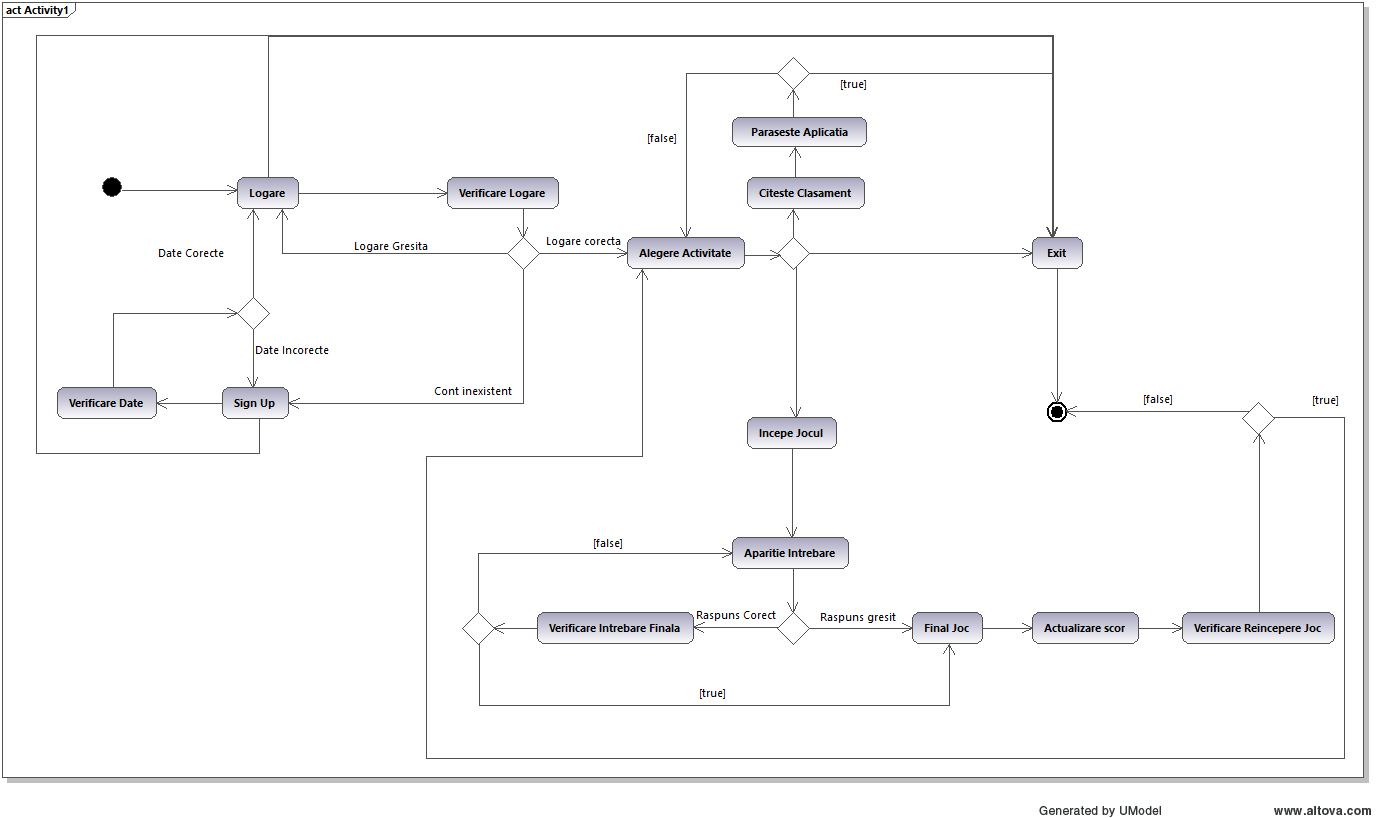 act Activity1
[true]
Paraseste Aplicatia
[false]
Logare
Verificare Logare
Citeste Clasament
Date Corecte
Logare Gresita
Logare corecta
Alegere Activitate
Exit
Date Incorecte
Verificare Date
Sign Up
Cont inexistent
[false]
[true]
Incepe Jocul
[false]
Aparitie Intrebare
Verificare Intrebare Finala
Raspuns Corect
Raspuns gresit
Final Joc
Actualizare scor
Verificare Reincepere Joc
[true]
Generated by UModel
www.altova.com